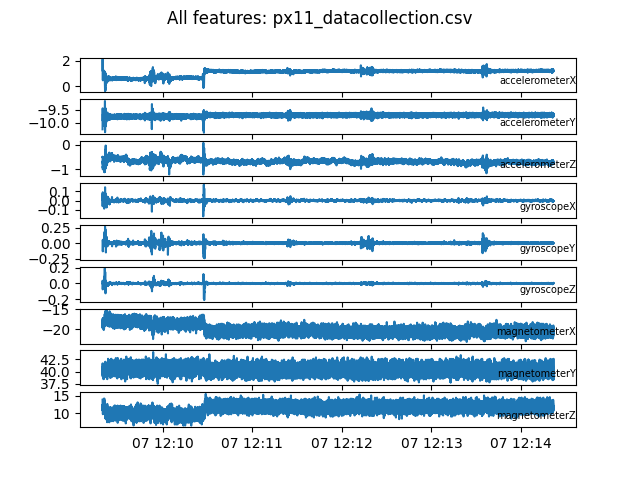 All features: px11_datacollection.csv
2
0
accelerometerX
−9.5
−10.0
accelerometerY
0
−1
accelerometerZ
0.1
0.0
−0.1
gyroscopeX
0.25
0.00
−0.25
gyroscopeY
0.2
0.0
−0.2
gyroscopeZ
−15
−20
magnetometerX
42.5
40.0
37.5
magnetometerY
15
10
magnetometerZ
07 12:10 07 12:11 07 12:12 07 12:13 07 12:14